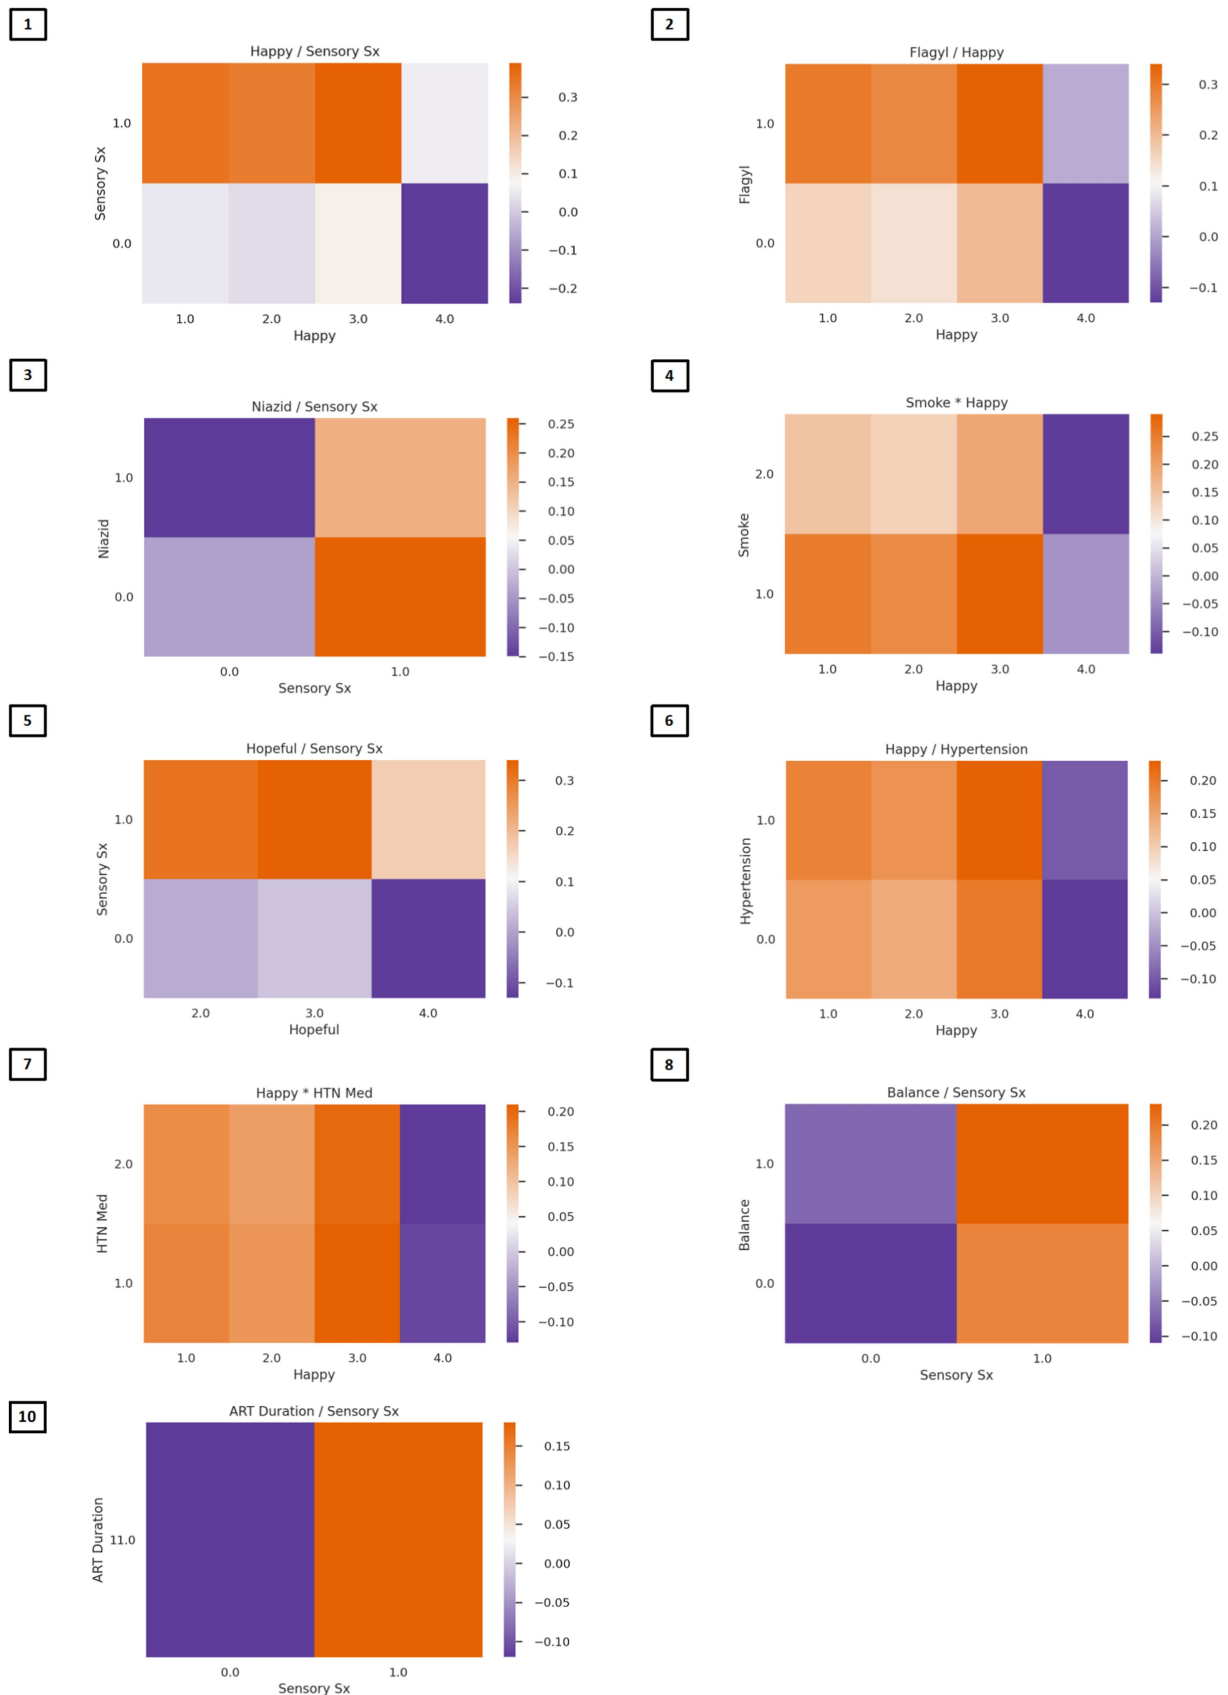 1
Happy / Sensory Sx
Sensory Sx
1.0
0.0
1.0 2.0 3.0 4.0
Happy
0.3
0.2
0.1
0.0
−0.1
−0.2
2
Flagyl / Happy
Flagyl
1.0
0.0
1.0 2.0 3.0 4.0
Happy
0.3
0.2
0.1
0.0
−0.1
3
Niazid / Sensory Sx
Niazid
1.0
0.0
0.0 1.0
Sensory Sx
0.25
0.20
0.15
0.10
0.05
0.00
−0.05
−0.10
−0.15
4
Smoke * Happy
Smoke
2.0
1.0
1.0 2.0 3.0 4.0
Happy
0.25
0.20
0.15
0.10
0.05
0.00
−0.05
−0.10
5
Hopeful / Sensory Sx
Sensory Sx
1.0
0.0
2.0 3.0 4.0
Hopeful
0.3
0.2
0.1
0.0
−0.1
6
Happy / Hypertension
Hypertension
1.0
0.0
1.0 2.0 3.0 4.0
Happy
0.20
0.15
0.10
0.05
0.00
−0.05
−0.10
7
Happy * HTN Med
HTN Med
2.0
1.0
1.0 2.0 3.0 4.0
Happy
0.20
0.15
0.10
0.05
0.00
−0.05
−0.10
8
Balance / Sensory Sx
Balance
1.0
0.0
0.0 1.0
Sensory Sx
0.20
0.15
0.10
0.05
0.00
−0.05
−0.10
10
ART Duration / Sensory Sx
ART Duration
11.0
0.0 1.0
Sensory Sx
0.15
0.10
0.05
0.00
−0.05
−0.10